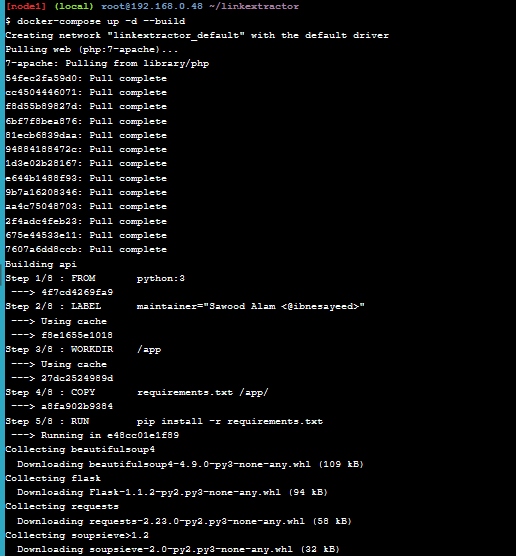 [node1] (local) root@192.168.0.48 ~/linkextractor
$ docker-compose up -d --build
Creating network "linkextractor_default" with the default driver
Pulling web (php:7-apache)...
7-apache: Pulling from library/php
54fec2fa59d0: Pull complete
cc4504446071: Pull complete
f8d55b89827d: Pull complete
6bf7f8bea876: Pull complete
81ecb6839daa: Pull complete
94884188472c: Pull complete
1d3e02b28167: Pull complete
e644b1488f93: Pull complete
9b7a16208346: Pull complete
aa4c75048703: Pull complete
2f4adc4feb23: Pull complete
675e44533e11: Pull complete
7607a6dd8ccb: Pull complete
Building api
Step 1/8 : FROM       python:3
 ---> 4f7cd4269fa9
Step 2/8 : LABEL      maintainer="Sawood Alam <@ibnesayeed>"
 ---> Using cache
 ---> f8e1655e1018
Step 3/8 : WORKDIR    /app
 ---> Using cache
 ---> 27dc2524989d
Step 4/8 : COPY       requirements.txt /app/
 ---> a8fa902b9384
Step 5/8 : RUN        pip install -r requirements.txt
 ---> Running in e48cc01e1f89
Collecting beautifulsoup4
  Downloading beautifulsoup4-4.9.0-py3-none-any.whl (109 kB)
Collecting flask
  Downloading Flask-1.1.2-py2.py3-none-any.whl (94 kB)
Collecting requests
  Downloading requests-2.23.0-py2.py3-none-any.whl (58 kB)
Collecting soupsieve>1.2
  Downloading soupsieve-2.0-py2.py3-none-any.whl (32 kB)